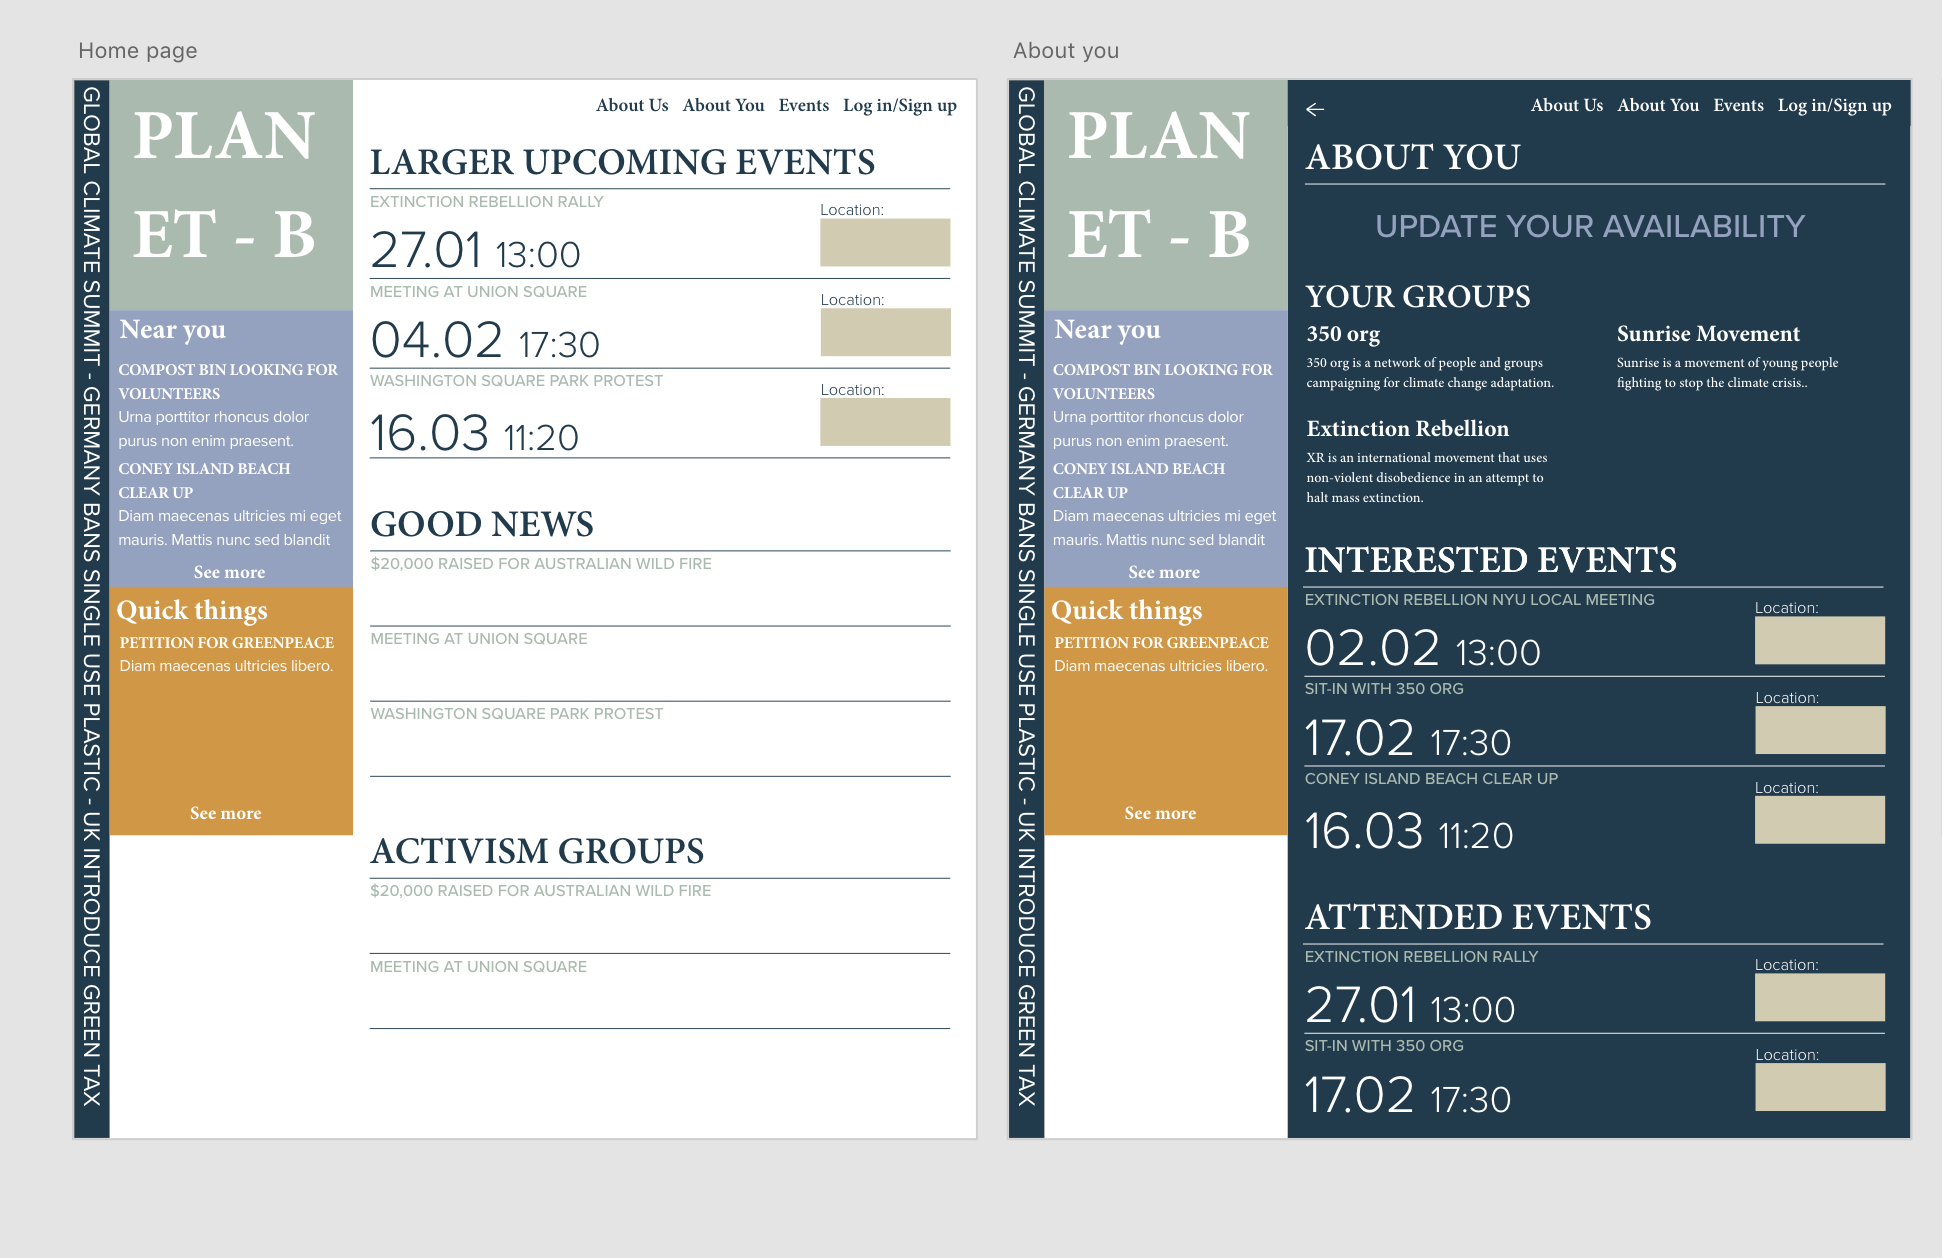 Home page
GLOBAL CLIMATE SUMMIT - GERMANY BANS SINGLE USE PLASTIC - UK INTRODUCE GREEN TAX
PLAN
ET - B
Near you
COMPOST BIN LOOKING FOR
VOLUNTEERS
Urna porttitor rhoncus dolor
purus non enim praesent.
CONEY ISLAND BEACH
CLEAR UP
Diam maecenas ultricies mi eget
mauris. Mattis nunc sed blandit
See more
Quick things
PETITION FOR GREENPEACE
Diam maecenas ultricies libero.
See more
About Us About You Events Log in/Sign up
LARGER UPCOMING EVENTS
EXTINCTION REBELLION RALLY
Location:
27.01 13:00
MEETING AT UNION SQUARE
Location:
04.02 17:30
WASHINGTON SQUARE PARK PROTEST
Location:
16.03 11:20
GOOD NEWS
$20,000 RAISED FOR AUSTRALIAN WILD FIRE
MEETING AT UNION SQUARE
WASHINGTON SQUARE PARK PROTEST
ACTIVISM GROUPS
$20,000 RAISED FOR AUSTRALIAN WILD FIRE
MEETING AT UNION SQUARE
About you
GLOBAL CLIMATE SUMMIT - GERMANY BANS SINGLE USE PLASTIC - UK INTRODUCE GREEN TAX
PLAN
ET - B
Near you
COMPOST BIN LOOKING FOR
VOLUNTEERS
Urna porttitor rhoncus dolor
purus non enim praesent.
CONEY ISLAND BEACH
CLEAR UP
Diam maecenas ultricies mi eget
mauris. Mattis nunc sed blandit
See more
Quick things
PETITION FOR GREENPEACE
Diam maecenas ultricies libero.
See more
← About Us About You Events Log in/Sign up
ABOUT YOU
UPDATE YOUR AVAILABILITY
YOUR GROUPS
350 org
350 org is a network of people and groups
campaigning for climate change adaptation.
Sunrise Movement
Sunrise is a movement of young people
fighting to stop the climate crisis..
Extinction Rebellion
XR is an international movement that uses
non-violent disobedience in an attempt to
halt mass extinction.
INTERESTED EVENTS
EXTINCTION REBELLION NYU LOCAL MEETING
Location:
02.02 13:00
SIT-IN WITH 350 ORG
Location:
17.02 17:30
CONEY ISLAND BEACH CLEAR UP
Location:
16.03 11:20
ATTENDED EVENTS
EXTINCTION REBELLION RALLY
Location:
27.01 13:00
SIT-IN WITH 350 ORG
Location:
17.02 17:30